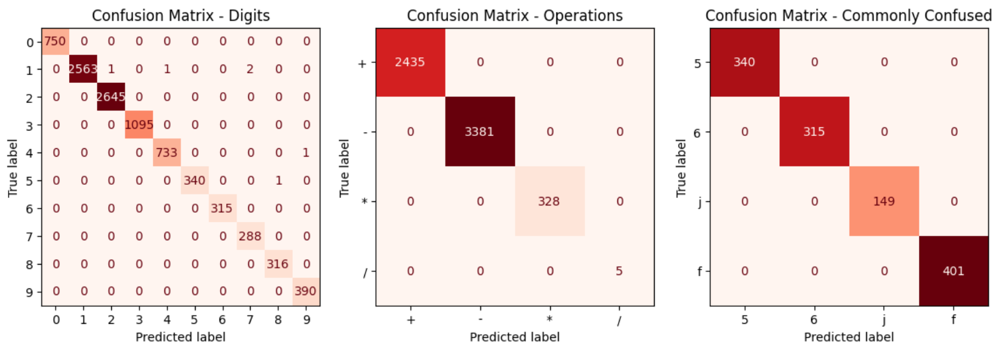 Confusion Matrix - Digits
0 750 0 0 0 0 0 0 0 0 0
1 0 2563 1 0 1 0 0 2 0 0
2 0 0 2645 0 0 0 0 0 0 0
3 0 0 0 1095 0 0 0 0 0 0
4 0 0 0 0 733 0 0 0 0 1
5 0 0 0 0 0 340 0 0 1 0
6 0 0 0 0 0 0 315 0 0 0
7 0 0 0 0 0 0 0 288 0 0
8 0 0 0 0 0 0 0 0 316 0
9 0 0 0 0 0 0 0 0 0 390
0 1 2 3 4 5 6 7 8 9
True label
Predicted label
Confusion Matrix - Operations
+ 2435 0 0 0
- 0 3381 0 0
* 0 0 328 0
/ 0 0 0 5
+ - * /
True label
Predicted label
Confusion Matrix - Commonly Confused
5 340 0 0 0
6 0 315 0 0
j 0 0 149 0
f 0 0 0 401
5 6 j f
True label
Predicted label